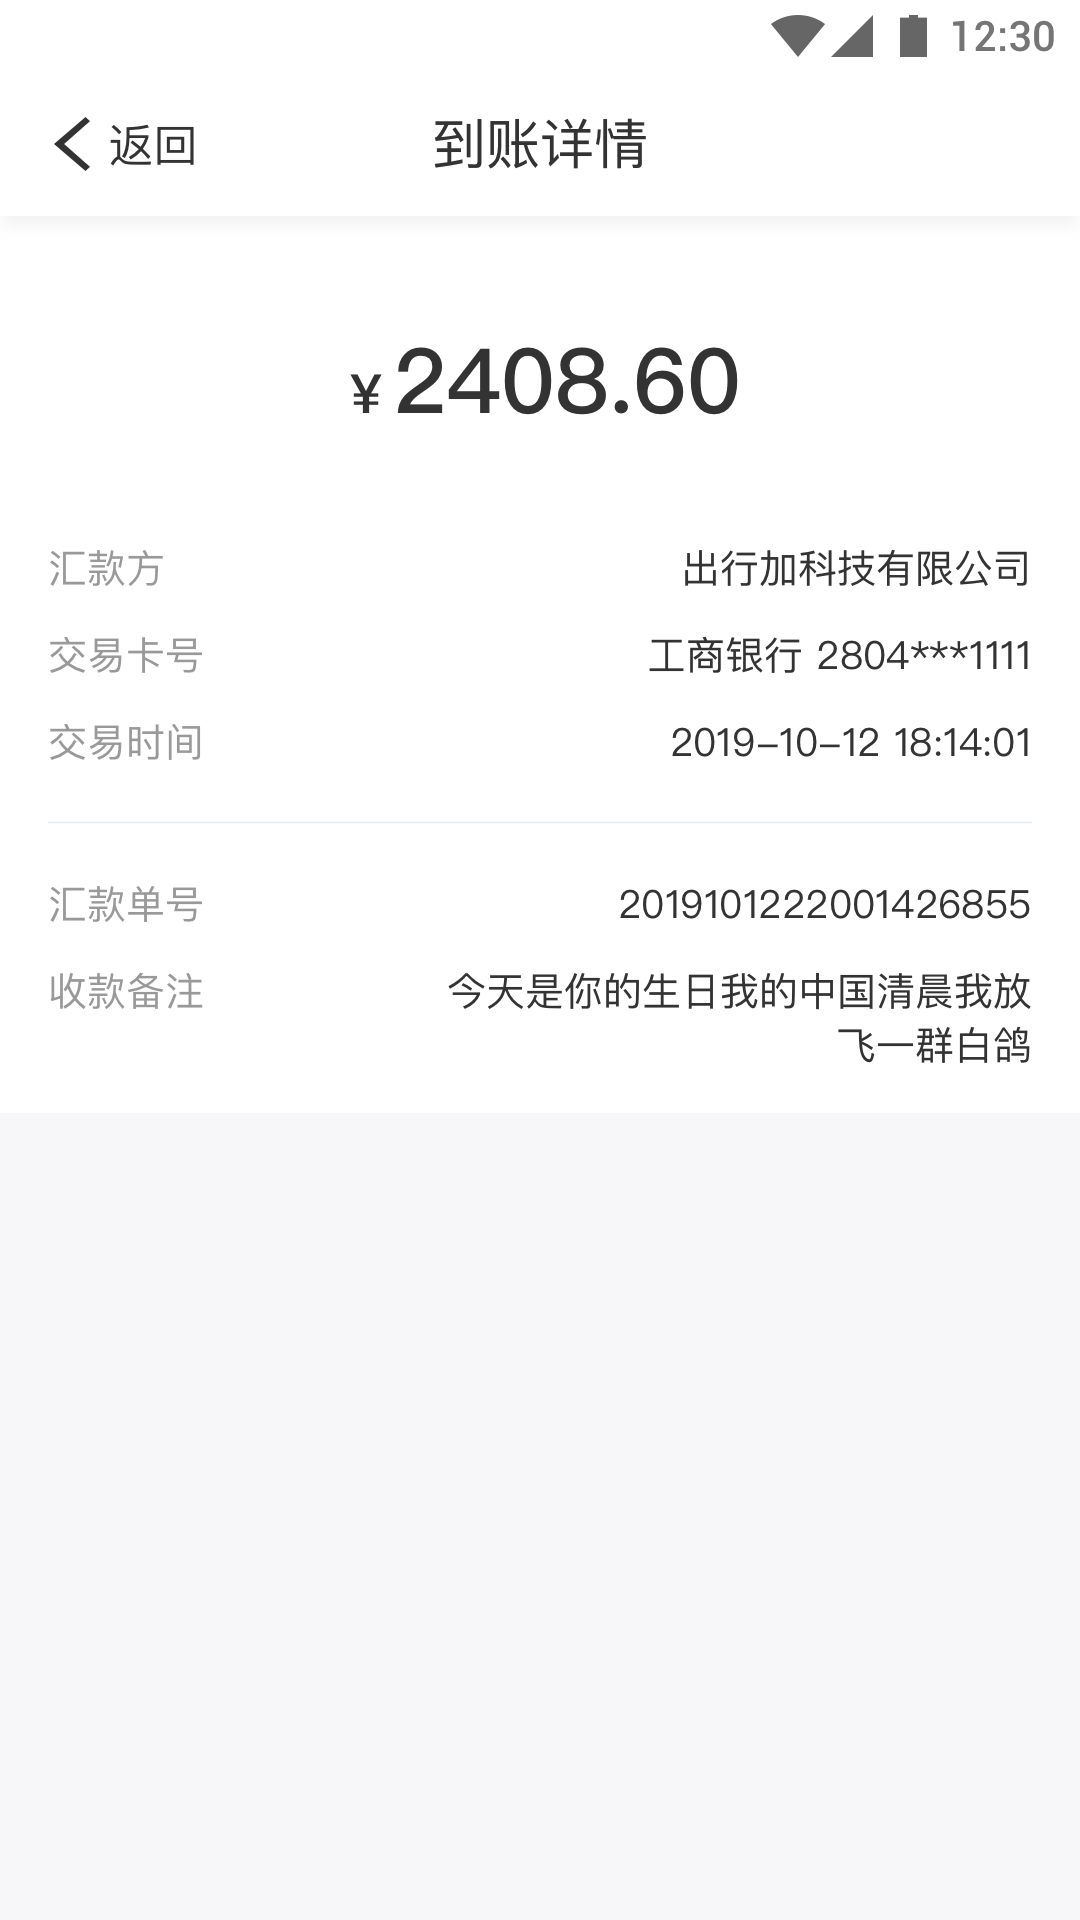 12:30
返回
到账详情
¥2408.60
汇款方 出行加科技有限公司
交易卡号 工商银行 2804***1111
交易时间 2019-10-12 18:14:01
汇款单号 2019101222001426855
收款备注 今天是你的生日我的中国清晨我放
飞一群白鸽